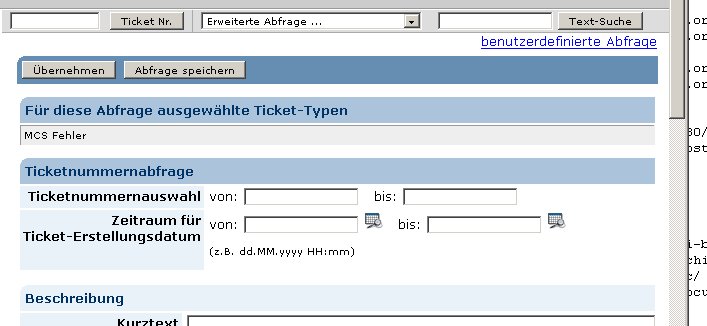 Ticket Nr. Erweiterte Abfrage ... Text-Suche
benutzerdefinierte Abfrage
Übernehmen Abfrage speichern
Für diese Abfrage ausgewählte Ticket-Typen
MCS Fehler
Ticketnummernabfrage
Ticketnummernauswahl von: bis:
Zeitraum für
Ticket-Erstellungsdatum von: bis:
(z.B. dd.MM.yyyy HH:mm)
Beschreibung
Kurztext
.or
.or
.or
.or
30/
ost
i-b
chi
c/
ocu